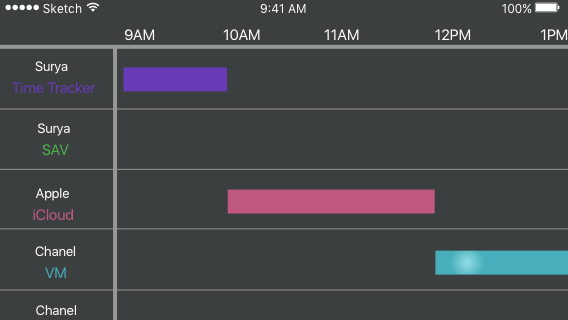 Sketch 9:41 AM 100%
9AM 10AM 11AM 12PM 1PM
Surya
Time Tracker
Surya
SAV
Apple
iCloud
Chanel
VM
Chanel